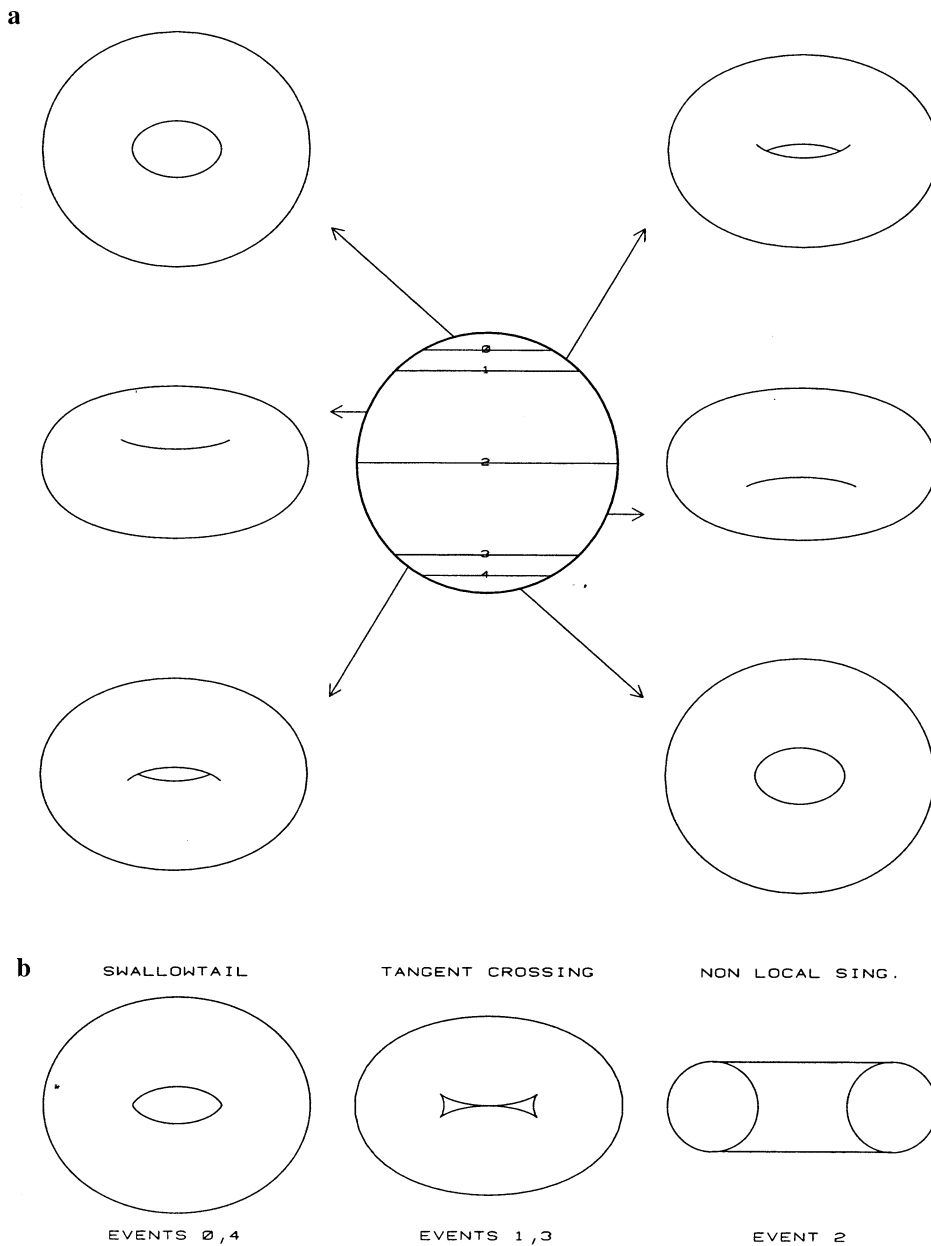 a
0
1
2
3
4
b
SWALLOWTAIL TANGENT CROSSING NON LOCAL SING.
EVENTS 0,4 EVENTS 1,3 EVENT 2